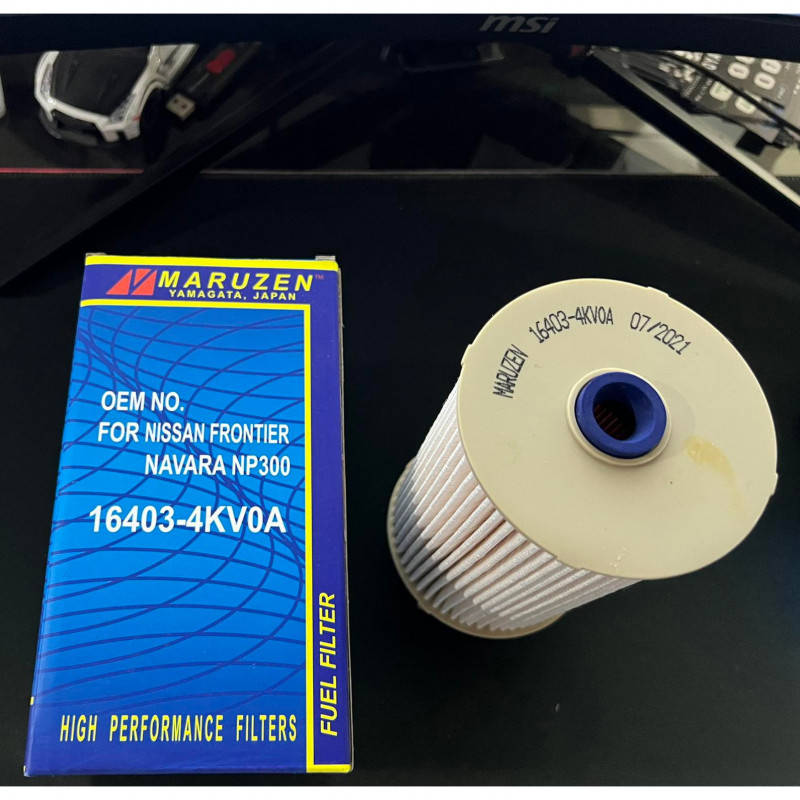 msi
MARUZEN™
YAMAGATA, JAPAN
OEM NO.
FOR NISSAN FRONTIER
NAVARA NP300
16403-4KV0A
FUEL FILTER
HIGH PERFORMANCE FILTERS
MARUZEN 16403-4KV0A 07/2021